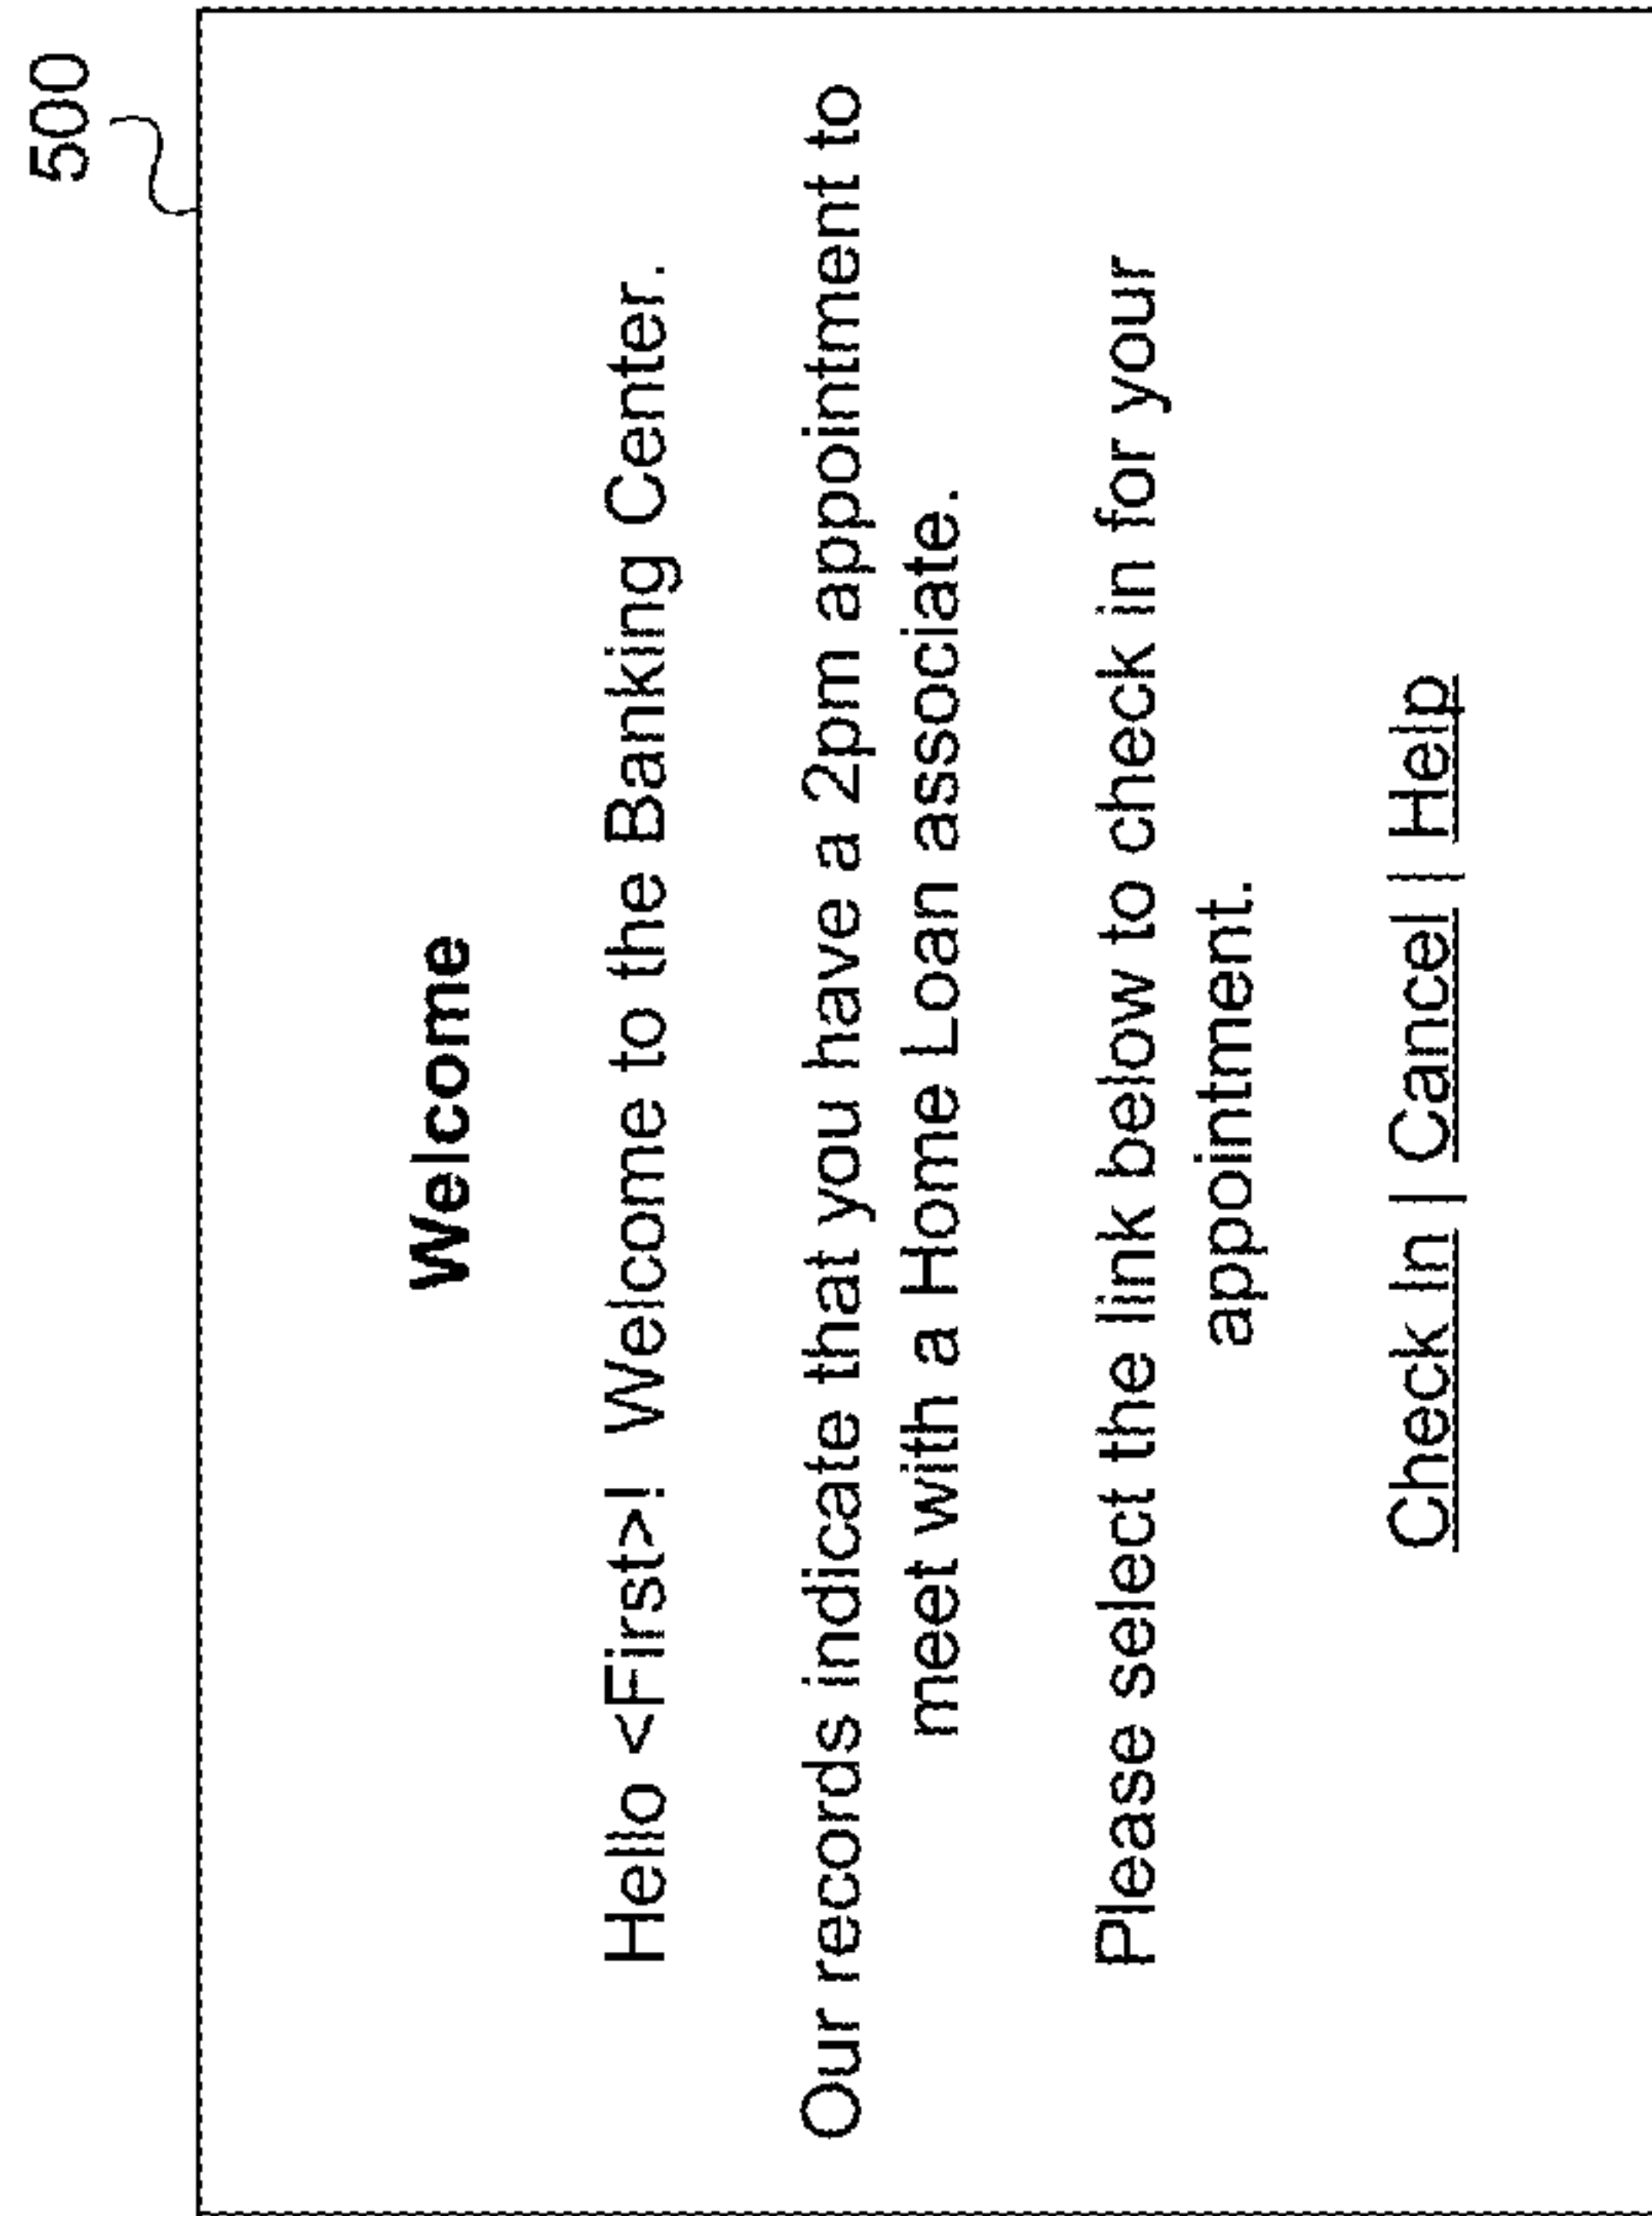 500
Welcome
Hello <First>! Welcome to the Banking Center.
Our records indicate that you have a 2pm appointment to
meet with a Home Loan associate.
Please select the link below to check in for your
appointment.
Check In | Cancel | Help